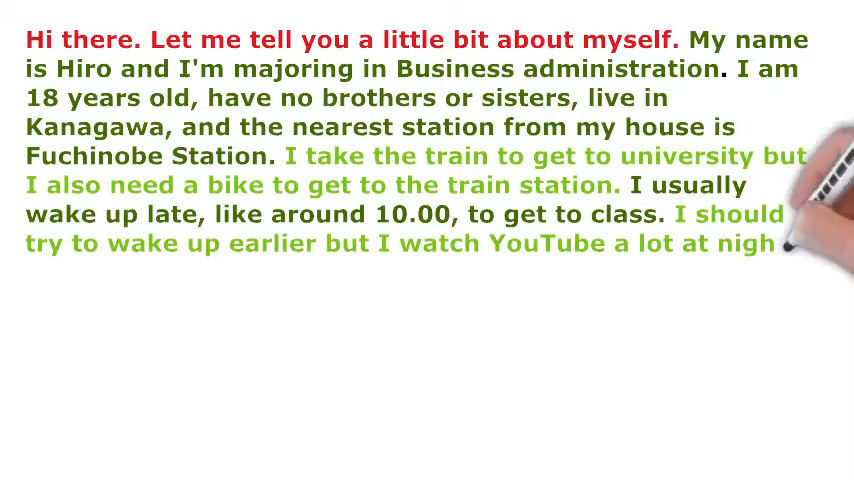 Hi there. Let me tell you a little bit about myself. My name
is Hiro and I'm majoring in Business administration. I am
18 years old, have no brothers or sisters, live in
Kanagawa, and the nearest station from my house is
Fuchinobe Station. I take the train to get to university but
I also need a bike to get to the train station. I usually
wake up late, like around 10.00, to get to class. I should
try to wake up earlier but I watch YouTube a lot at nigh